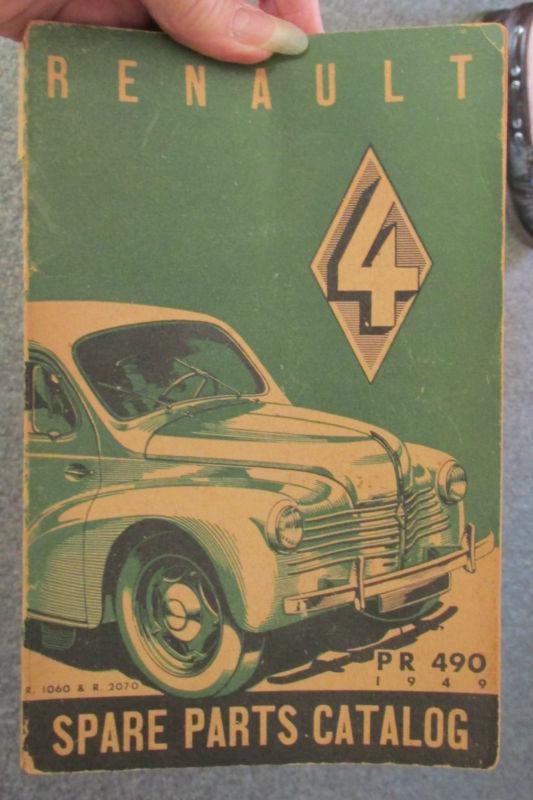 RENAULT
4
PR 490
1949
R. 1060 & R. 2070
SPARE PARTS CATALOG